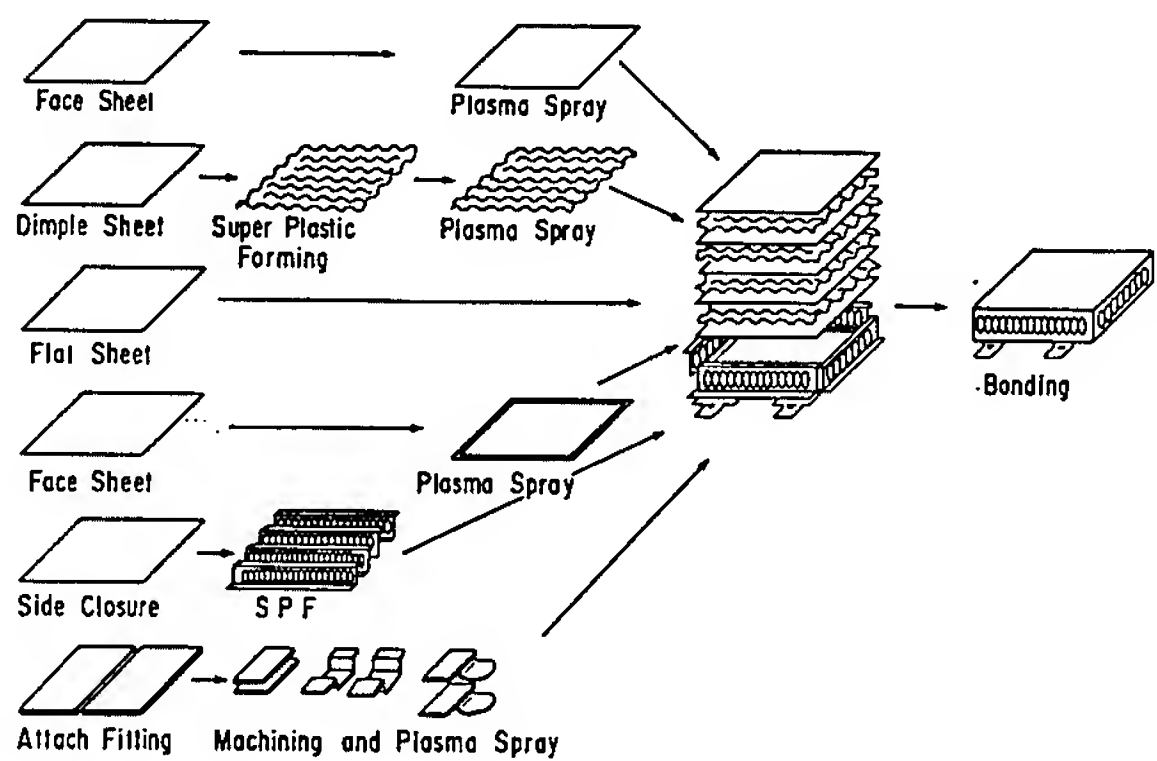 Face Sheet
Plasma Spray
Dimple Sheet
Super Plastic
Forming
Plasma Spray
Flat Sheet
Bonding
Face Sheet
Plasma Spray
Side Closure
SPF
Attach Fitting
Machining and Plasma Spray